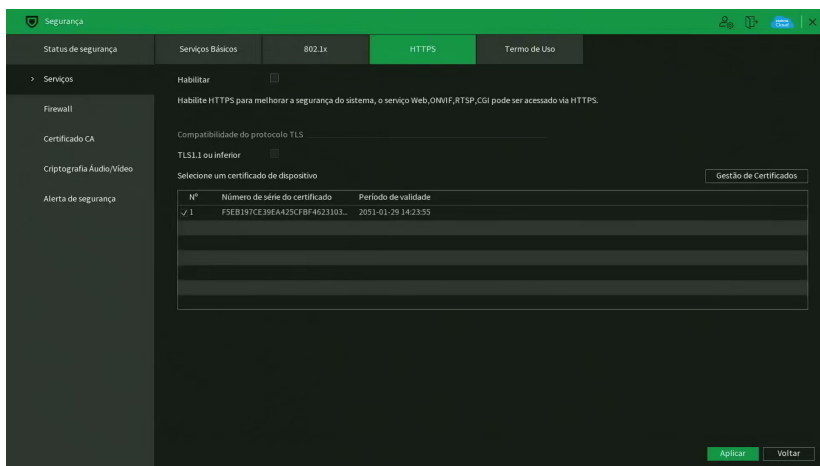 Segurança
Cloud
Status de segurança
Serviços Básicos
802.1x
HTTPS
Termo de Uso
> Serviços
Firewall
Certificado CA
Criptografia Áudio/Vídeo
Alerta de segurança
Habilitar
Habilite HTTPS para melhorar a segurança do sistema, o serviço Web,ONVIF,RTSP,CGI pode ser acessado via HTTPS.
Compatibilidade do protocolo TLS
TLS1.1 ou inferior
Selecione um certificado de dispositivo
Gestão de Certificados
Nº Número de série do certificado Período de validade
1 F5EB197CE39EA425CFBF4623103... 2051-01-29 14:23:55
Aplicar
Voltar